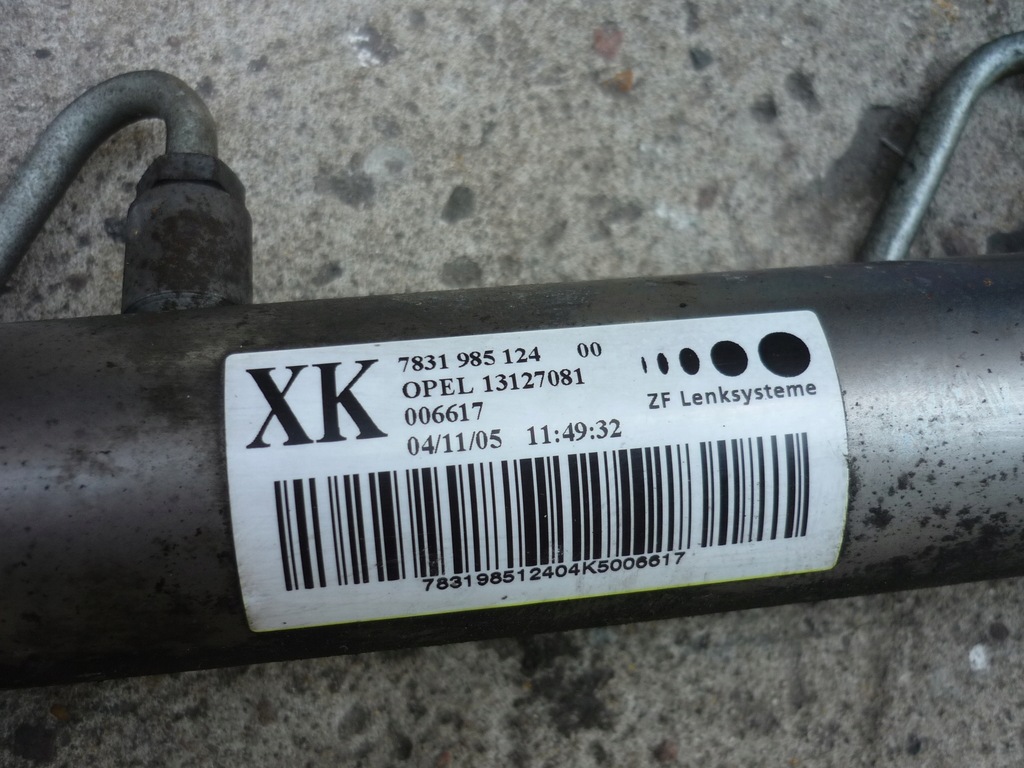 XK
7831 985 124 00
OPEL 13127081
006617
04/11/05 11:49:32
ZF Lenksysteme
783198512404K5006617